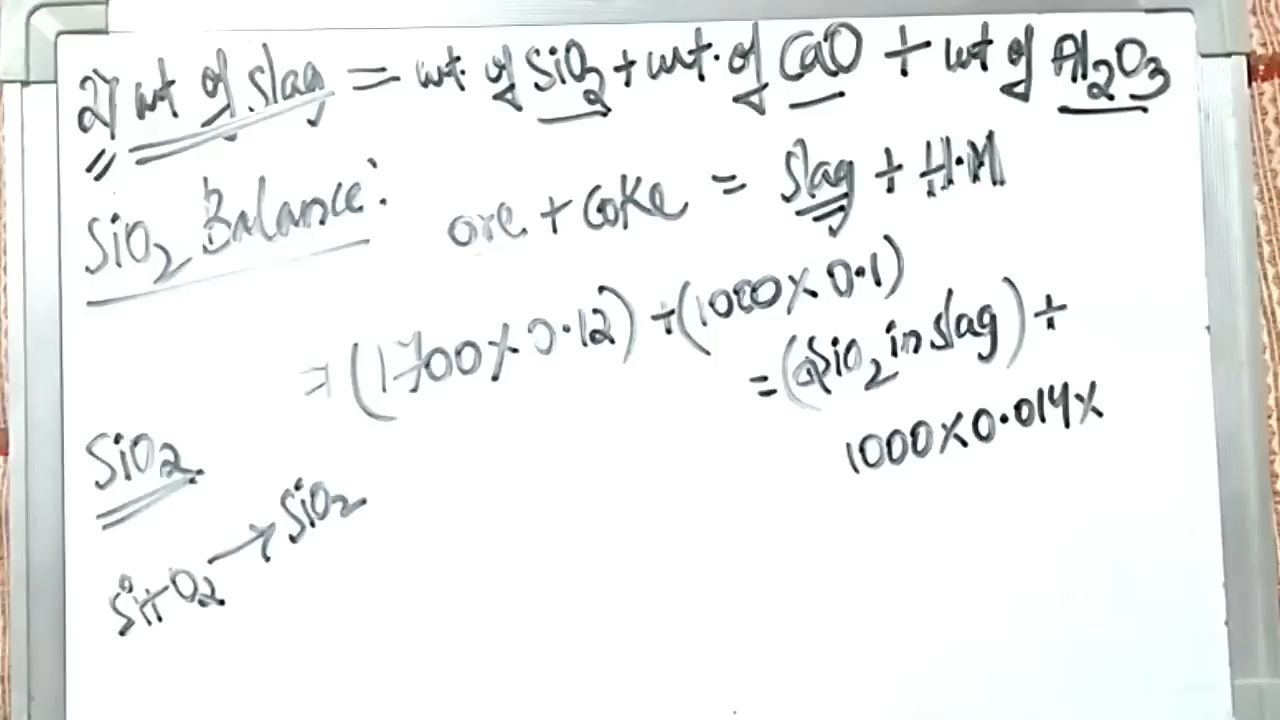 2) wt of slag = wt. of SiO2 + wt. of CaO + wt of Al2O3
SiO2 Balance: ore + Coke = Slag + H.M
= (1700 x 0.12) + (1000 x 0.1)
= (SiO2 in slag) +
1000 x 0.014 x
SiO2
Si + O2 → SiO2